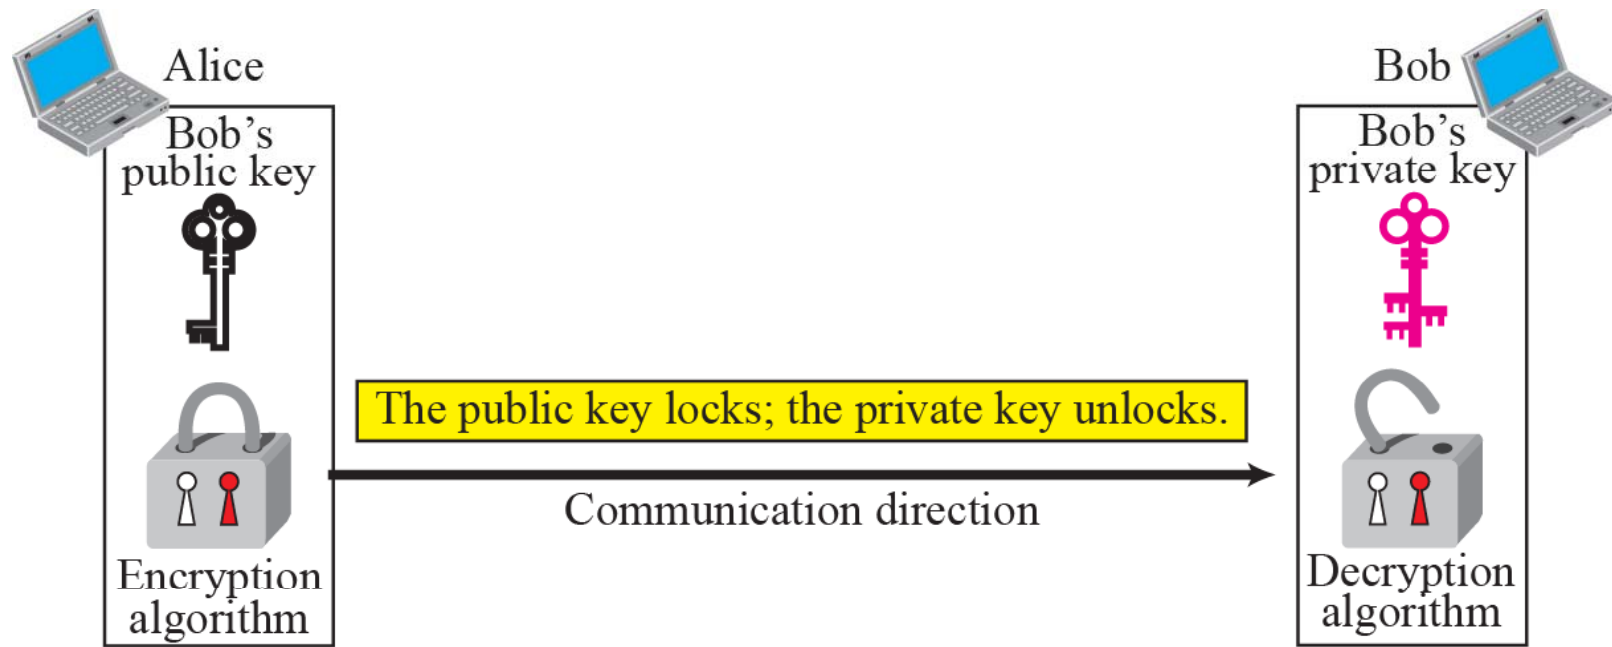 Alice
Bob
Bob's
public key
Bob's
private key
The public key locks; the private key unlocks.
Communication direction
Encryption
algorithm
Decryption
algorithm